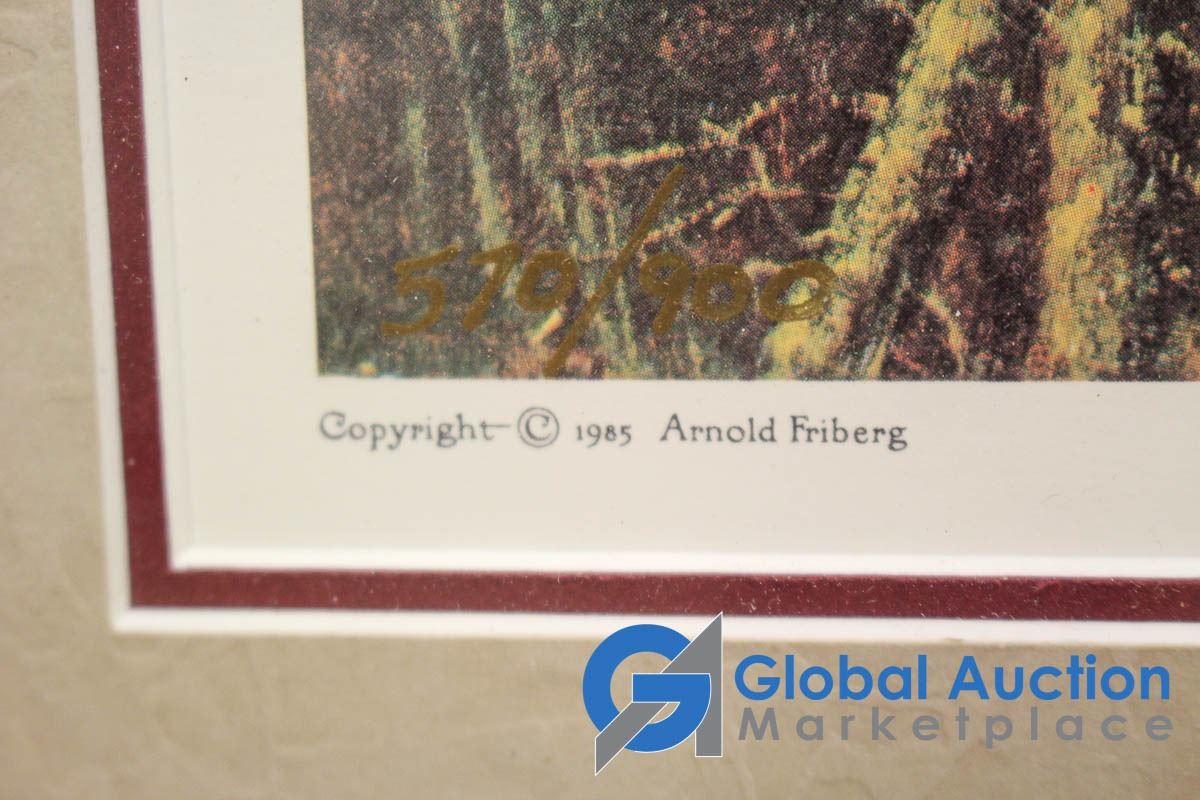 570/900
Copyright © 1985 Arnold Friberg
Global Auction
Marketplace